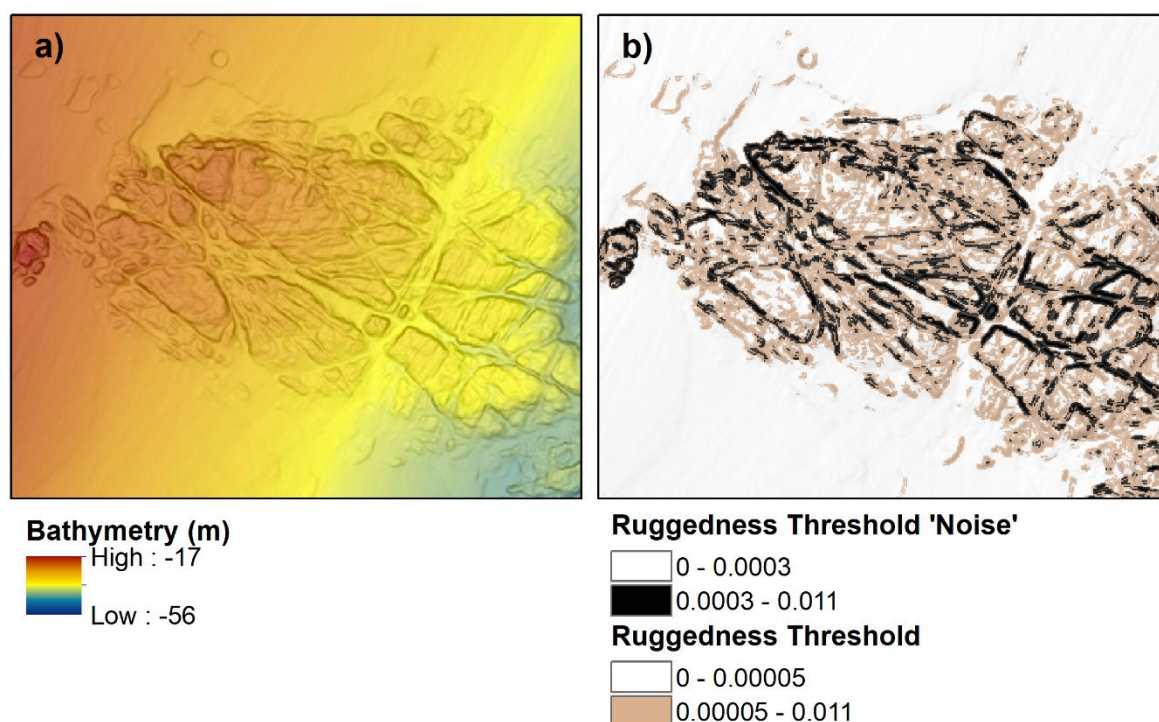 a)
b)
Bathymetry (m)
High : -17
Low : -56
Ruggedness Threshold 'Noise'
0 - 0.0003
0.0003 - 0.011
Ruggedness Threshold
0 - 0.00005
0.00005 - 0.011